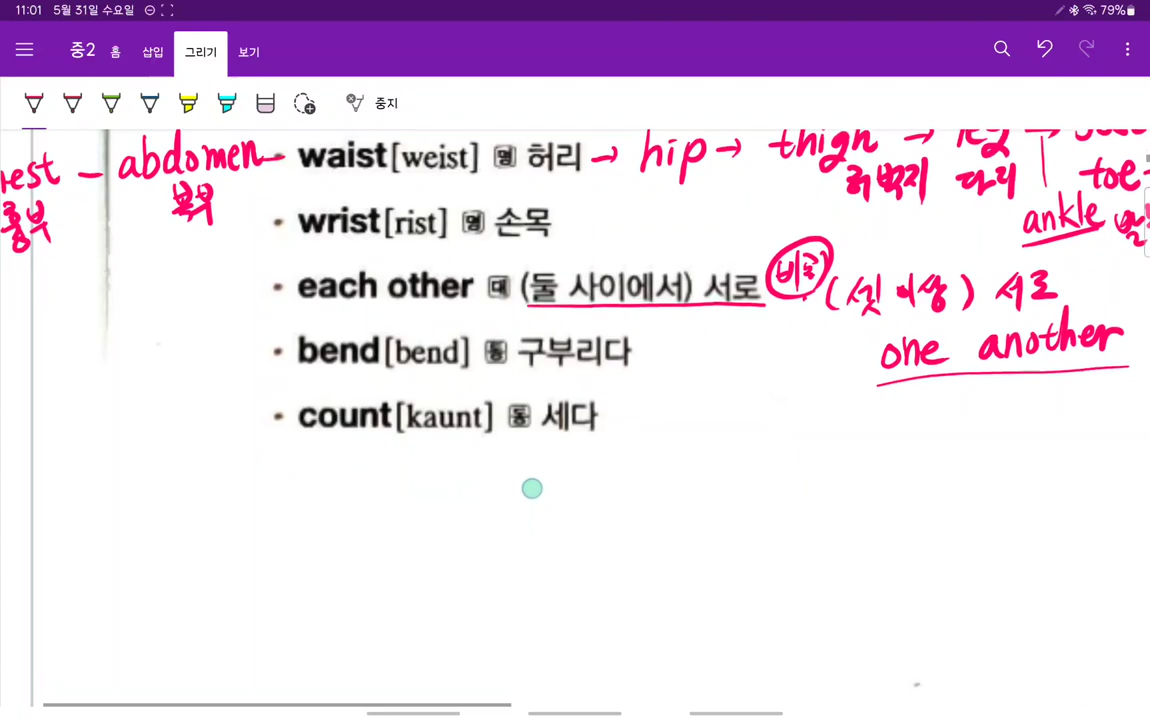 11:01 5월 31일 수요일 79%
중2 홈 삽입 그리기 보기
중지
abdomen - waist[weist] 명 허리 → hip → thigh →
흉부 복부 허벅지 다리 toe
wrist[rist] 명 손목 ankle
each other 대 (둘 사이에서) 서로 비교 (셋 이상) 서로
one another
bend[bend] 동 구부리다
count[kaunt] 동 세다